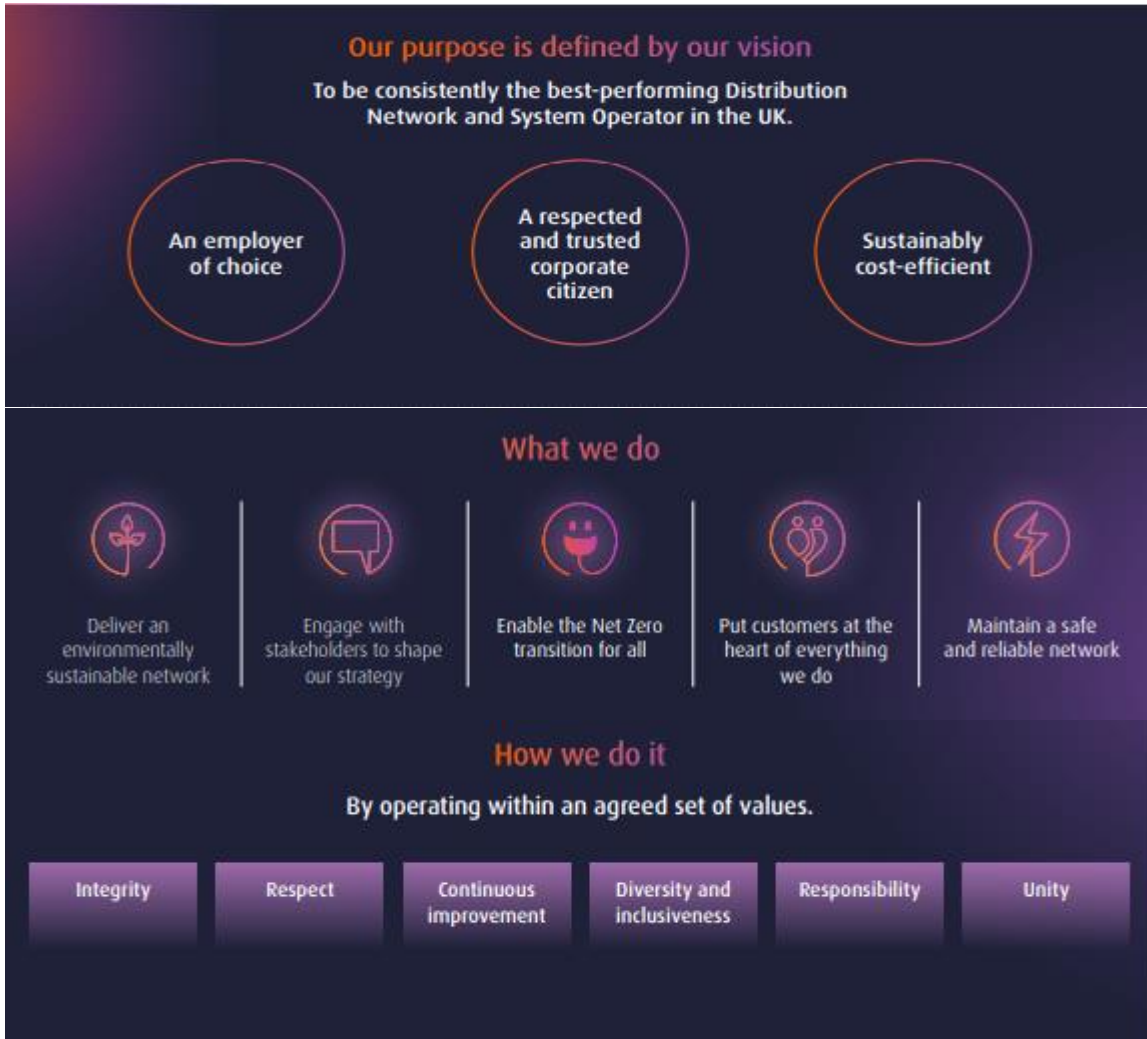 Our purpose is defined by our vision
To be consistently the best-performing Distribution
Network and System Operator in the UK.
An employer
of choice
A respected
and trusted
corporate
citizen
Sustainably
cost-efficient
What we do
Deliver an
environmentally
sustainable network
Engage with
stakeholders to shape
our strategy
Enable the Net Zero
transition for all
Put customers at the
heart of everything
we do
Maintain a safe
and reliable network
How we do it
By operating within an agreed set of values.
Integrity
Respect
Continuous
improvement
Diversity and
inclusiveness
Responsibility
Unity